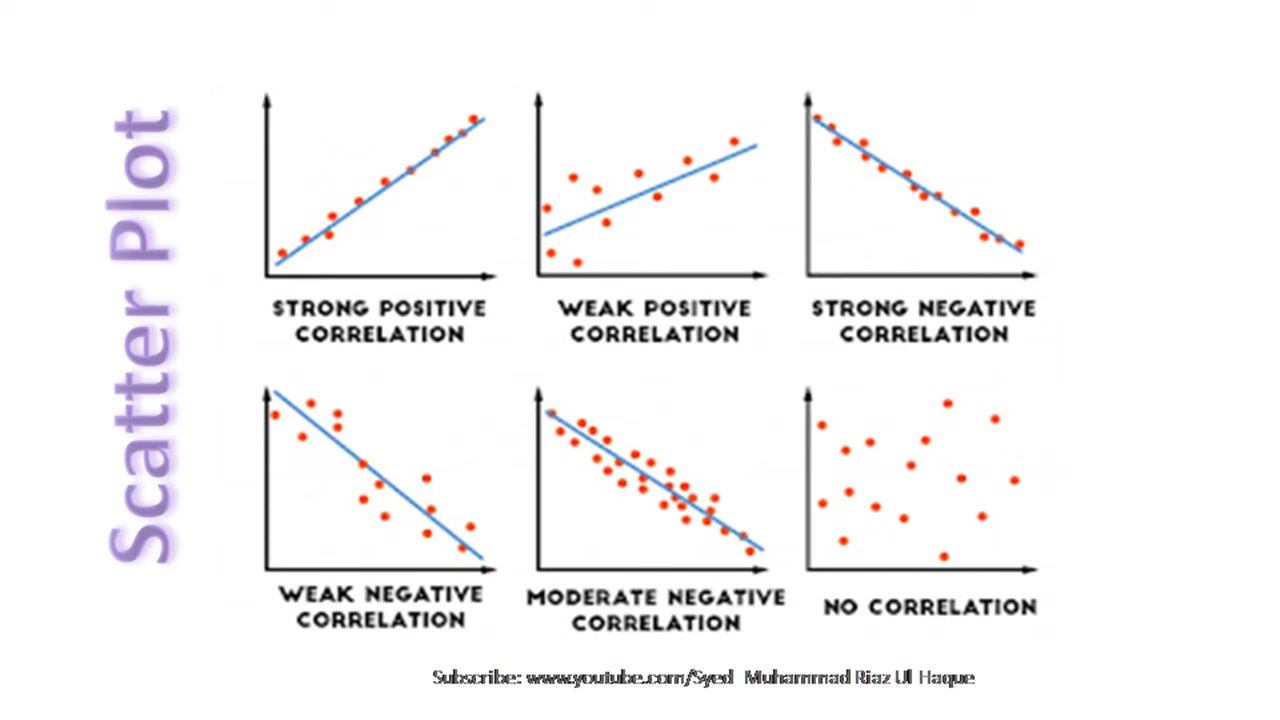 Scatter Plot
STRONG POSITIVE
CORRELATION
WEAK POSITIVE
CORRELATION
STRONG NEGATIVE
CORRELATION
WEAK NEGATIVE
CORRELATION
MODERATE NEGATIVE
CORRELATION
NO CORRELATION
Subscribe: www.youtube.com/Syed Muhammad Riaz Ul Haque